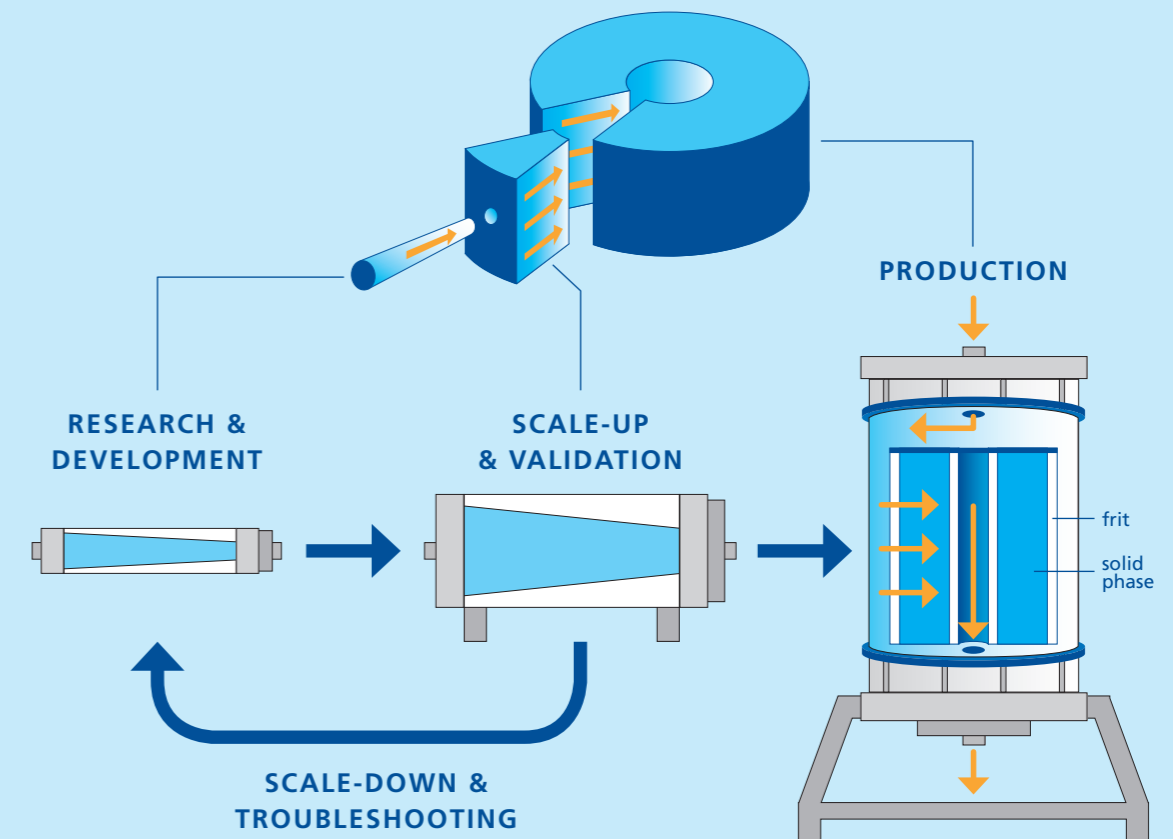 PRODUCTION
RESEARCH &
DEVELOPMENT
SCALE-UP
& VALIDATION
frit
solid
phase
SCALE-DOWN &
TROUBLESHOOTING